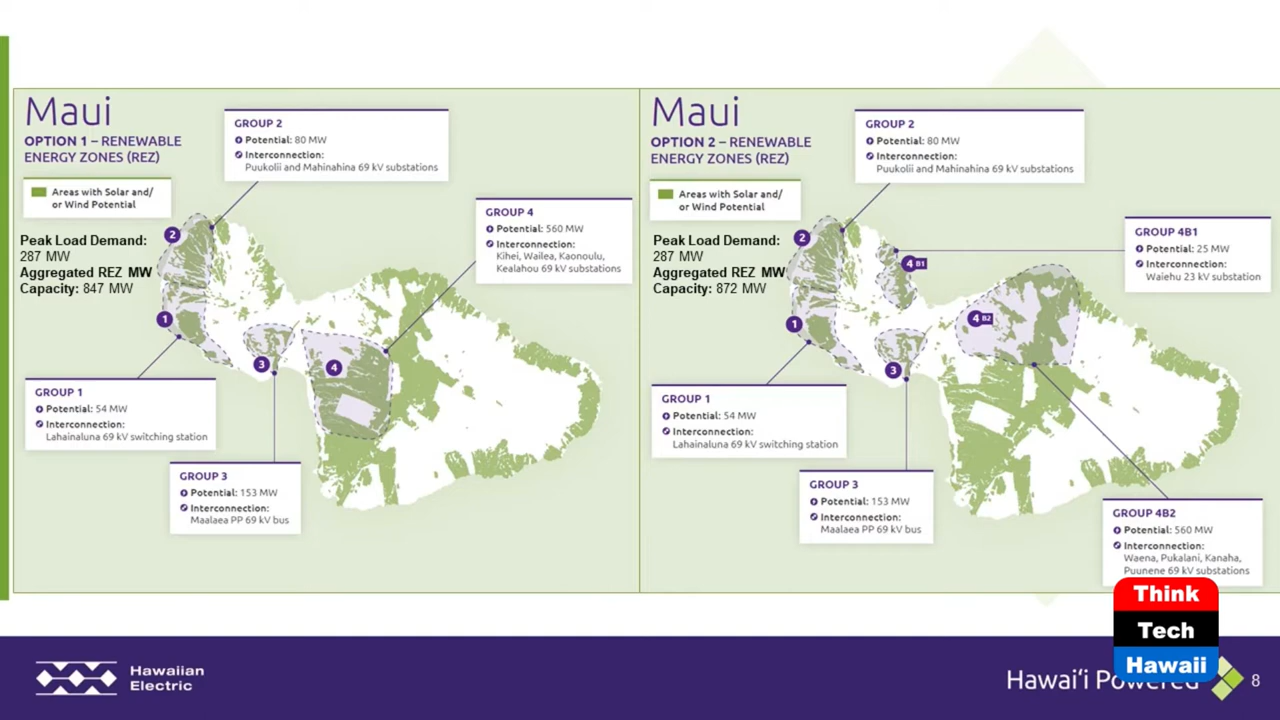 Maui
OPTION 1 – RENEWABLE
ENERGY ZONES (REZ)
Areas with Solar and/
or Wind Potential
Peak Load Demand:
287 MW
Aggregated REZ MW
Capacity: 847 MW
GROUP 2
Potential: 80 MW
Interconnection:
Puukolii and Mahinahina 69 kV substations
GROUP 4
Potential: 560 MW
Interconnection:
Kihei, Wailea, Kaonoulu,
Kealahou 69 kV substations
2
1
3
4
GROUP 1
Potential: 54 MW
Interconnection:
Lahainaluna 69 kV switching station
GROUP 3
Potential: 153 MW
Interconnection:
Maalaea PP 69 kV bus
Maui
OPTION 2 – RENEWABLE
ENERGY ZONES (REZ)
Areas with Solar and/
or Wind Potential
Peak Load Demand:
287 MW
Aggregated REZ MW
Capacity: 872 MW
GROUP 2
Potential: 80 MW
Interconnection:
Puukolii and Mahinahina 69 kV substations
GROUP 4B1
Potential: 25 MW
Interconnection:
Waiehu 23 kV substation
2
4 B1
1
4 B2
3
GROUP 1
Potential: 54 MW
Interconnection:
Lahainaluna 69 kV switching station
GROUP 3
Potential: 153 MW
Interconnection:
Maalaea PP 69 kV bus
GROUP 4B2
Potential: 560 MW
Interconnection:
Waena, Pukalani, Kanaha,
Puunene 69 kV substations
Think
Tech
Hawaii
Hawaiian
Electric
Hawai‘i Powered
8